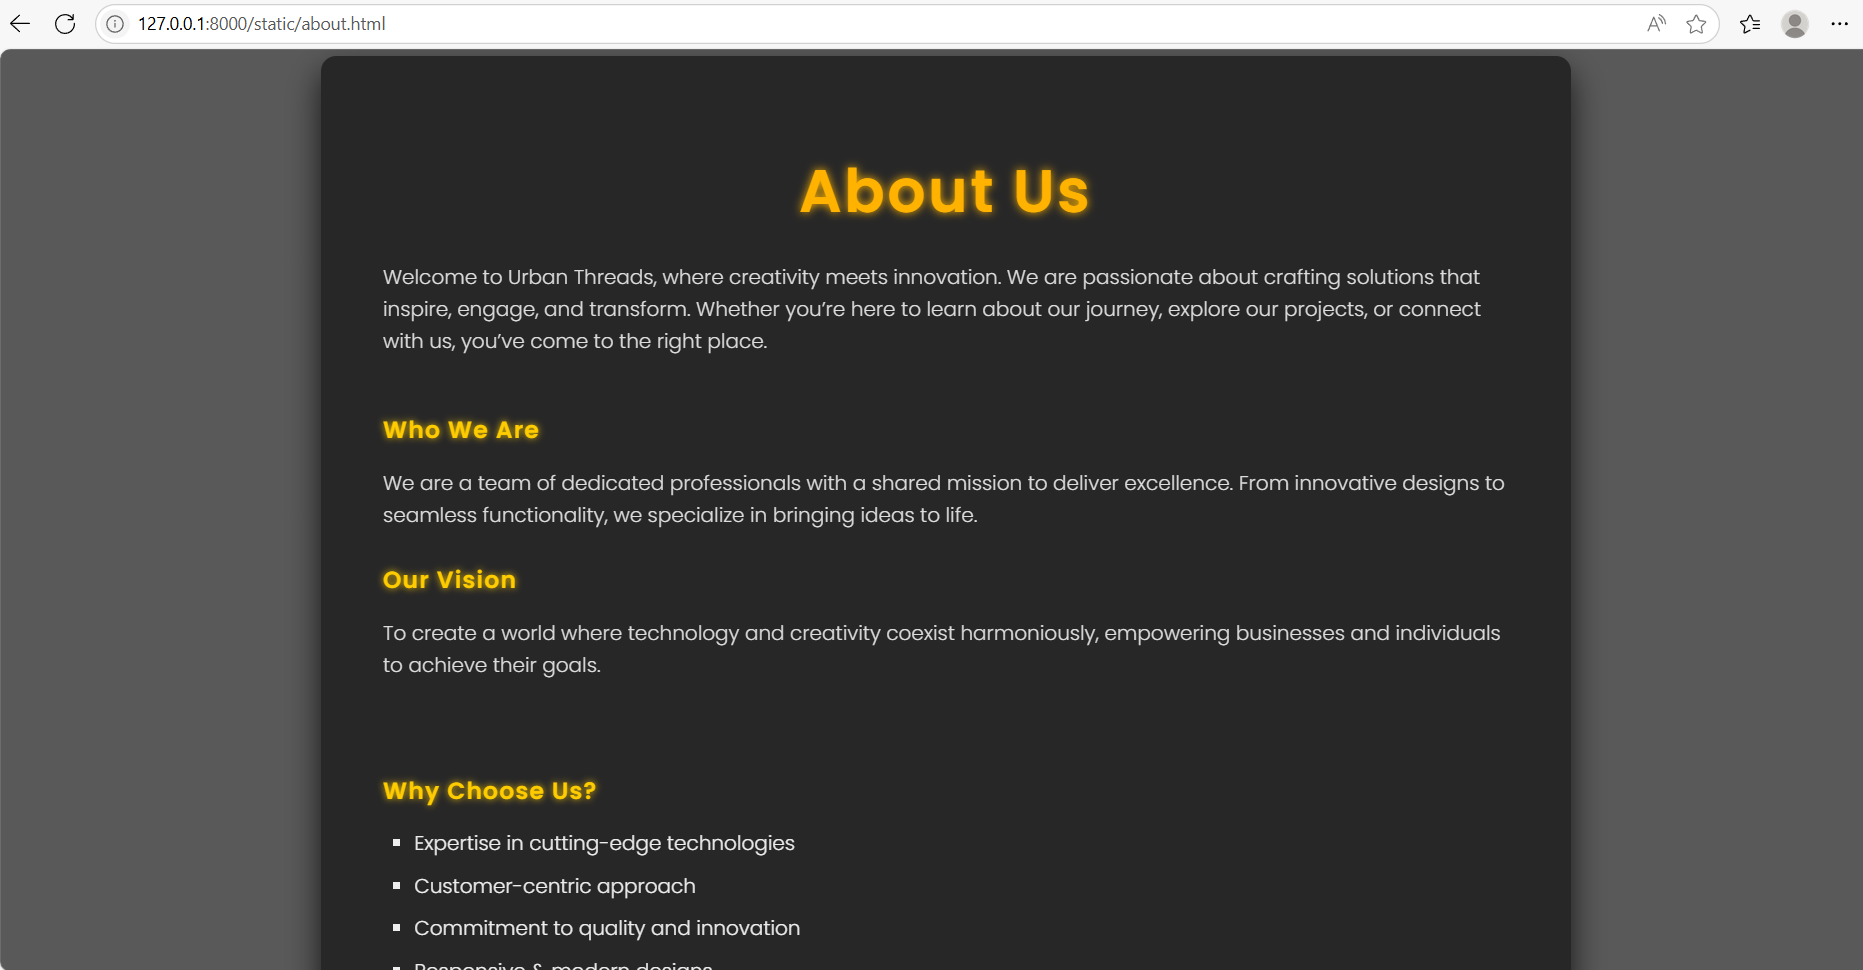 127.0.0.1:8000/static/about.html
About Us
Welcome to Urban Threads, where creativity meets innovation. We are passionate about crafting solutions that
inspire, engage, and transform. Whether you’re here to learn about our journey, explore our projects, or connect
with us, you’ve come to the right place.
Who We Are
We are a team of dedicated professionals with a shared mission to deliver excellence. From innovative designs to
seamless functionality, we specialize in bringing ideas to life.
Our Vision
To create a world where technology and creativity coexist harmoniously, empowering businesses and individuals
to achieve their goals.
Why Choose Us?
Expertise in cutting-edge technologies
Customer-centric approach
Commitment to quality and innovation
Responsive & modern designs